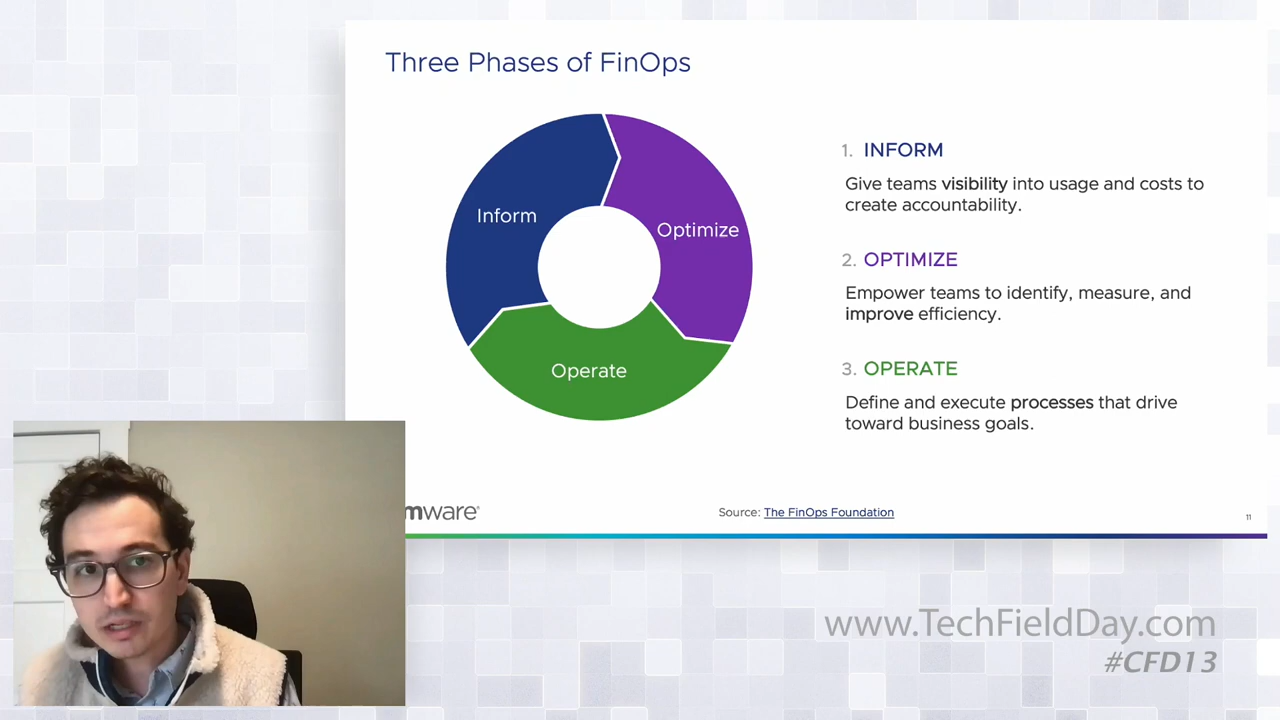 Three Phases of FinOps
Inform
Optimize
Operate
1. INFORM
Give teams visibility into usage and costs to
create accountability.
2. OPTIMIZE
Empower teams to identify, measure, and
improve efficiency.
3. OPERATE
Define and execute processes that drive
toward business goals.
mware®
Source: The FinOps Foundation
11
www.TechFieldDay.com
#CFD13